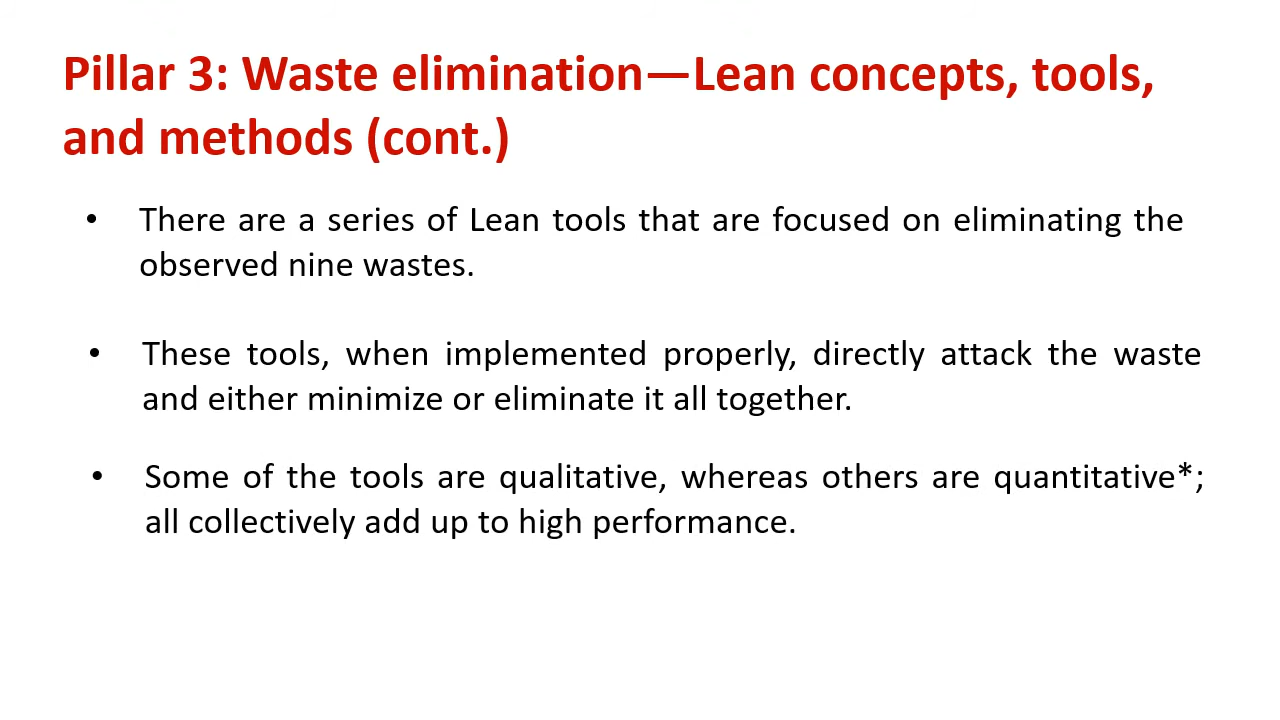 Pillar 3: Waste elimination—Lean concepts, tools,
and methods (cont.)
• There are a series of Lean tools that are focused on eliminating the
observed nine wastes.
• These tools, when implemented properly, directly attack the waste
and either minimize or eliminate it all together.
• Some of the tools are qualitative, whereas others are quantitative*;
all collectively add up to high performance.